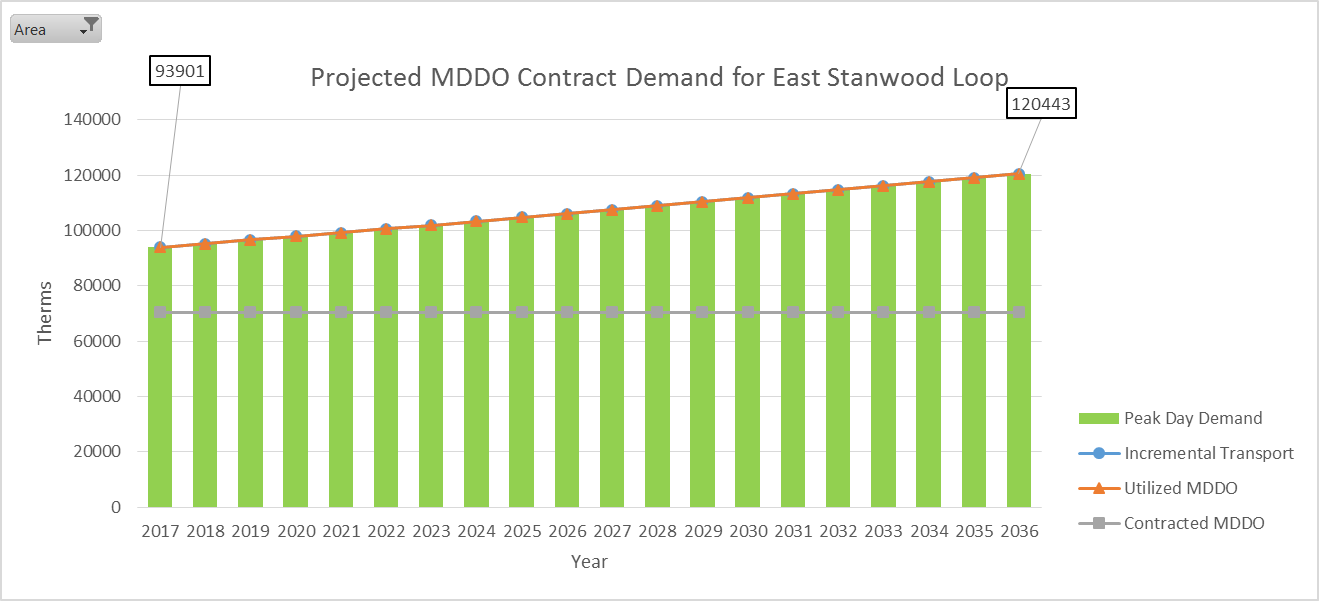 Area
93901
Projected MDDO Contract Demand for East Stanwood Loop
120443
140000
120000
100000
80000
60000
40000
20000
0
Therms
2017 2018 2019 2020 2021 2022 2023 2024 2025 2026 2027 2028 2029 2030 2031 2032 2033 2034 2035 2036
Year
Peak Day Demand
Incremental Transport
Utilized MDDO
Contracted MDDO